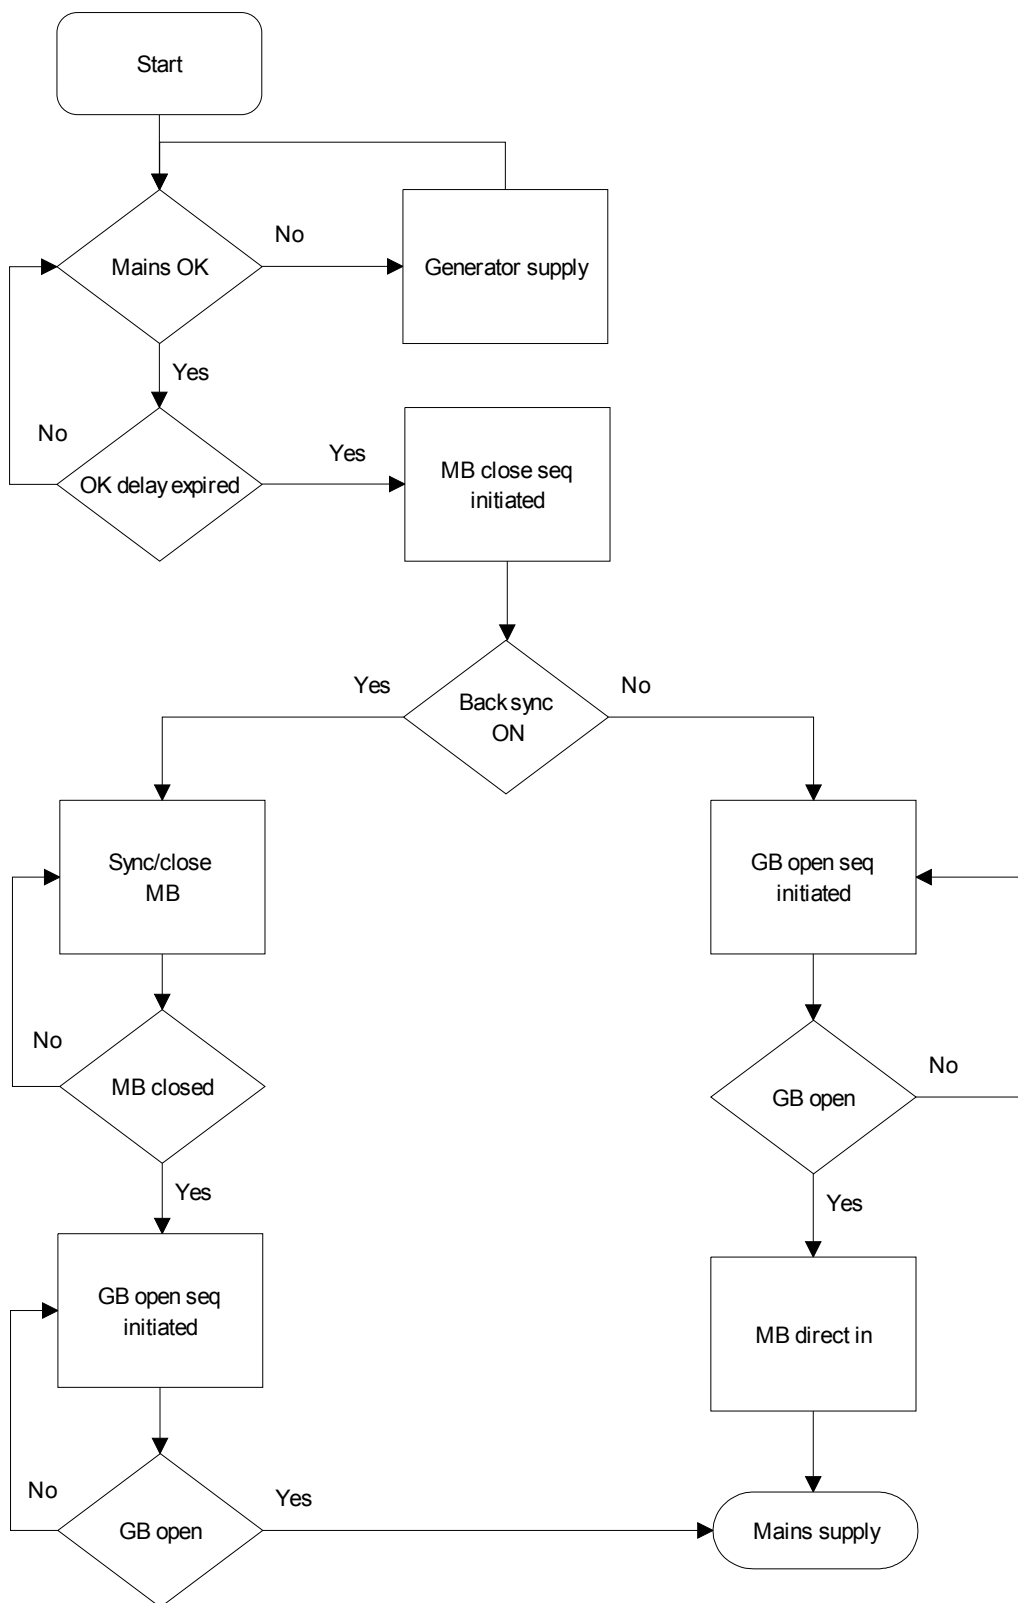 Start
No
Mains OK
Generator supply
Yes
No
Yes
OK delay expired
MB close seq
initiated
Yes
No
Back sync
ON
Sync/close
MB
GB open seq
initiated
No
MB closed
No
GB open
Yes
Yes
GB open seq
initiated
MB direct in
No
Yes
GB open
Mains supply